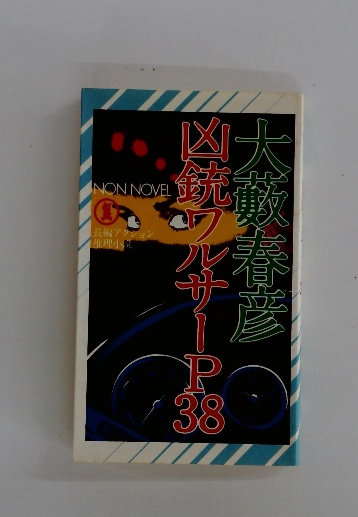 大藪春彦
凶銃ワルサーP38
NON NOVEL
長編アクション
推理小説